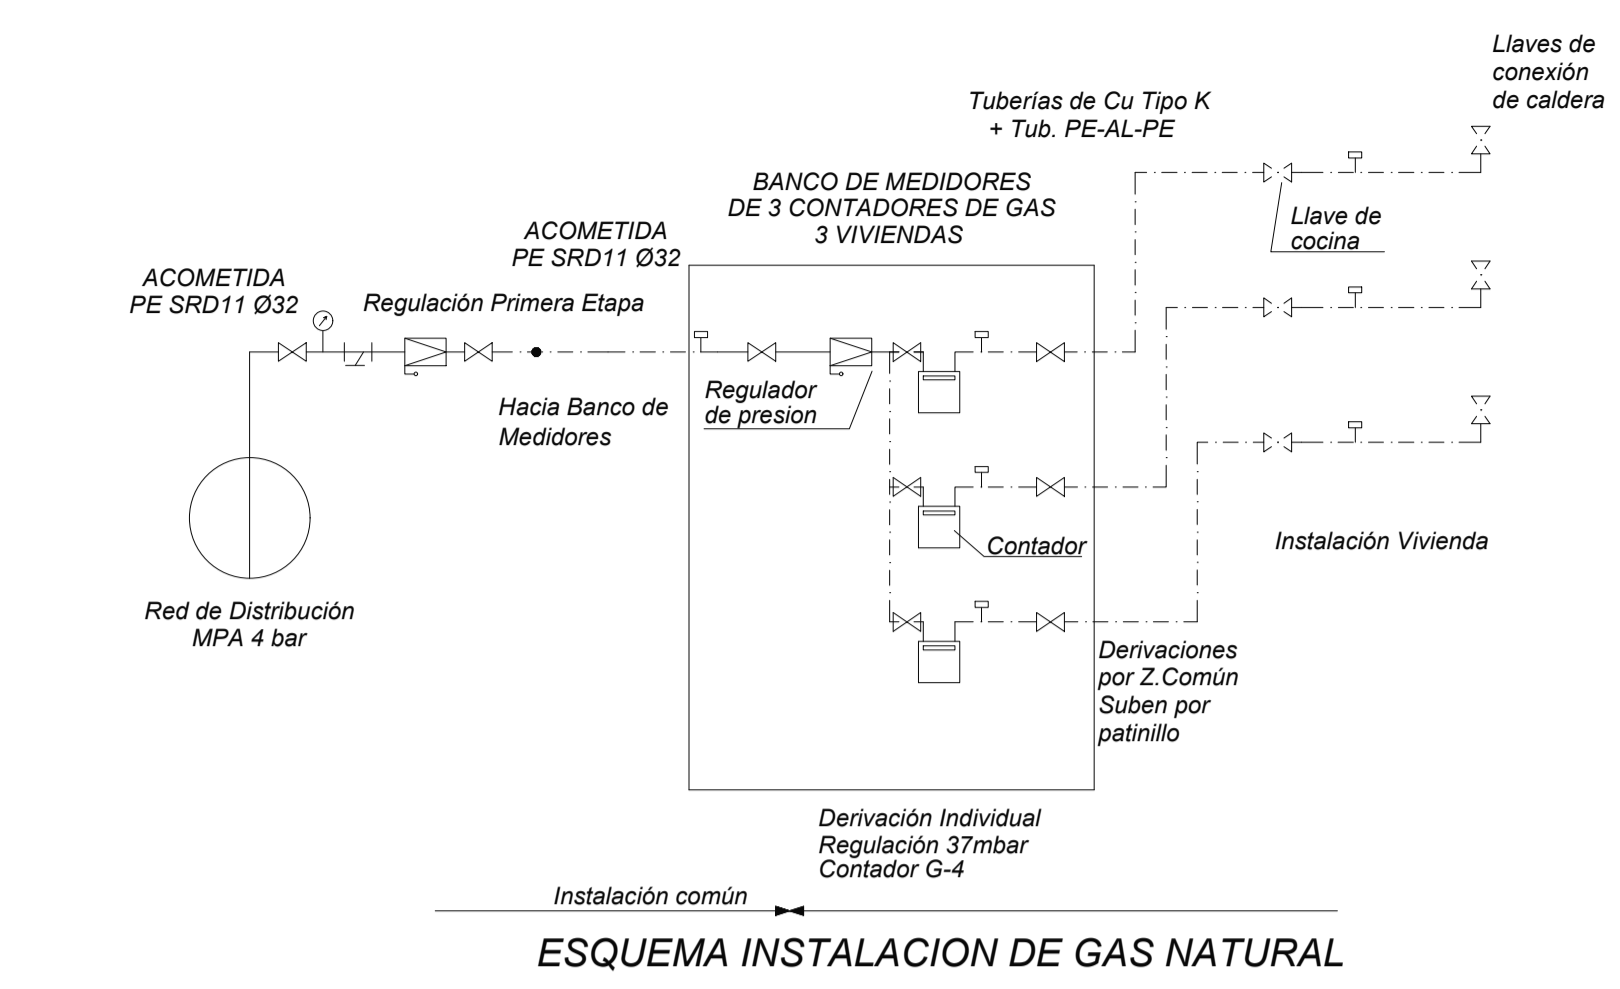 Llaves de
conexión
de caldera
Tuberías de Cu Tipo K
+ Tub. PE-AL-PE
BANCO DE MEDIDORES
DE 3 CONTADORES DE GAS
3 VIVIENDAS
Llave de
cocina
ACOMETIDA
PE SRD11 Ø32
ACOMETIDA
PE SRD11 Ø32
Regulación Primera Etapa
Regulador
de presion
Hacia Banco de
Medidores
Contador
Instalación Vivienda
Red de Distribución
MPA 4 bar
Derivaciones
por Z.Común
Suben por
patinillo
Derivación Individual
Regulación 37mbar
Contador G-4
Instalación común
ESQUEMA INSTALACION DE GAS NATURAL